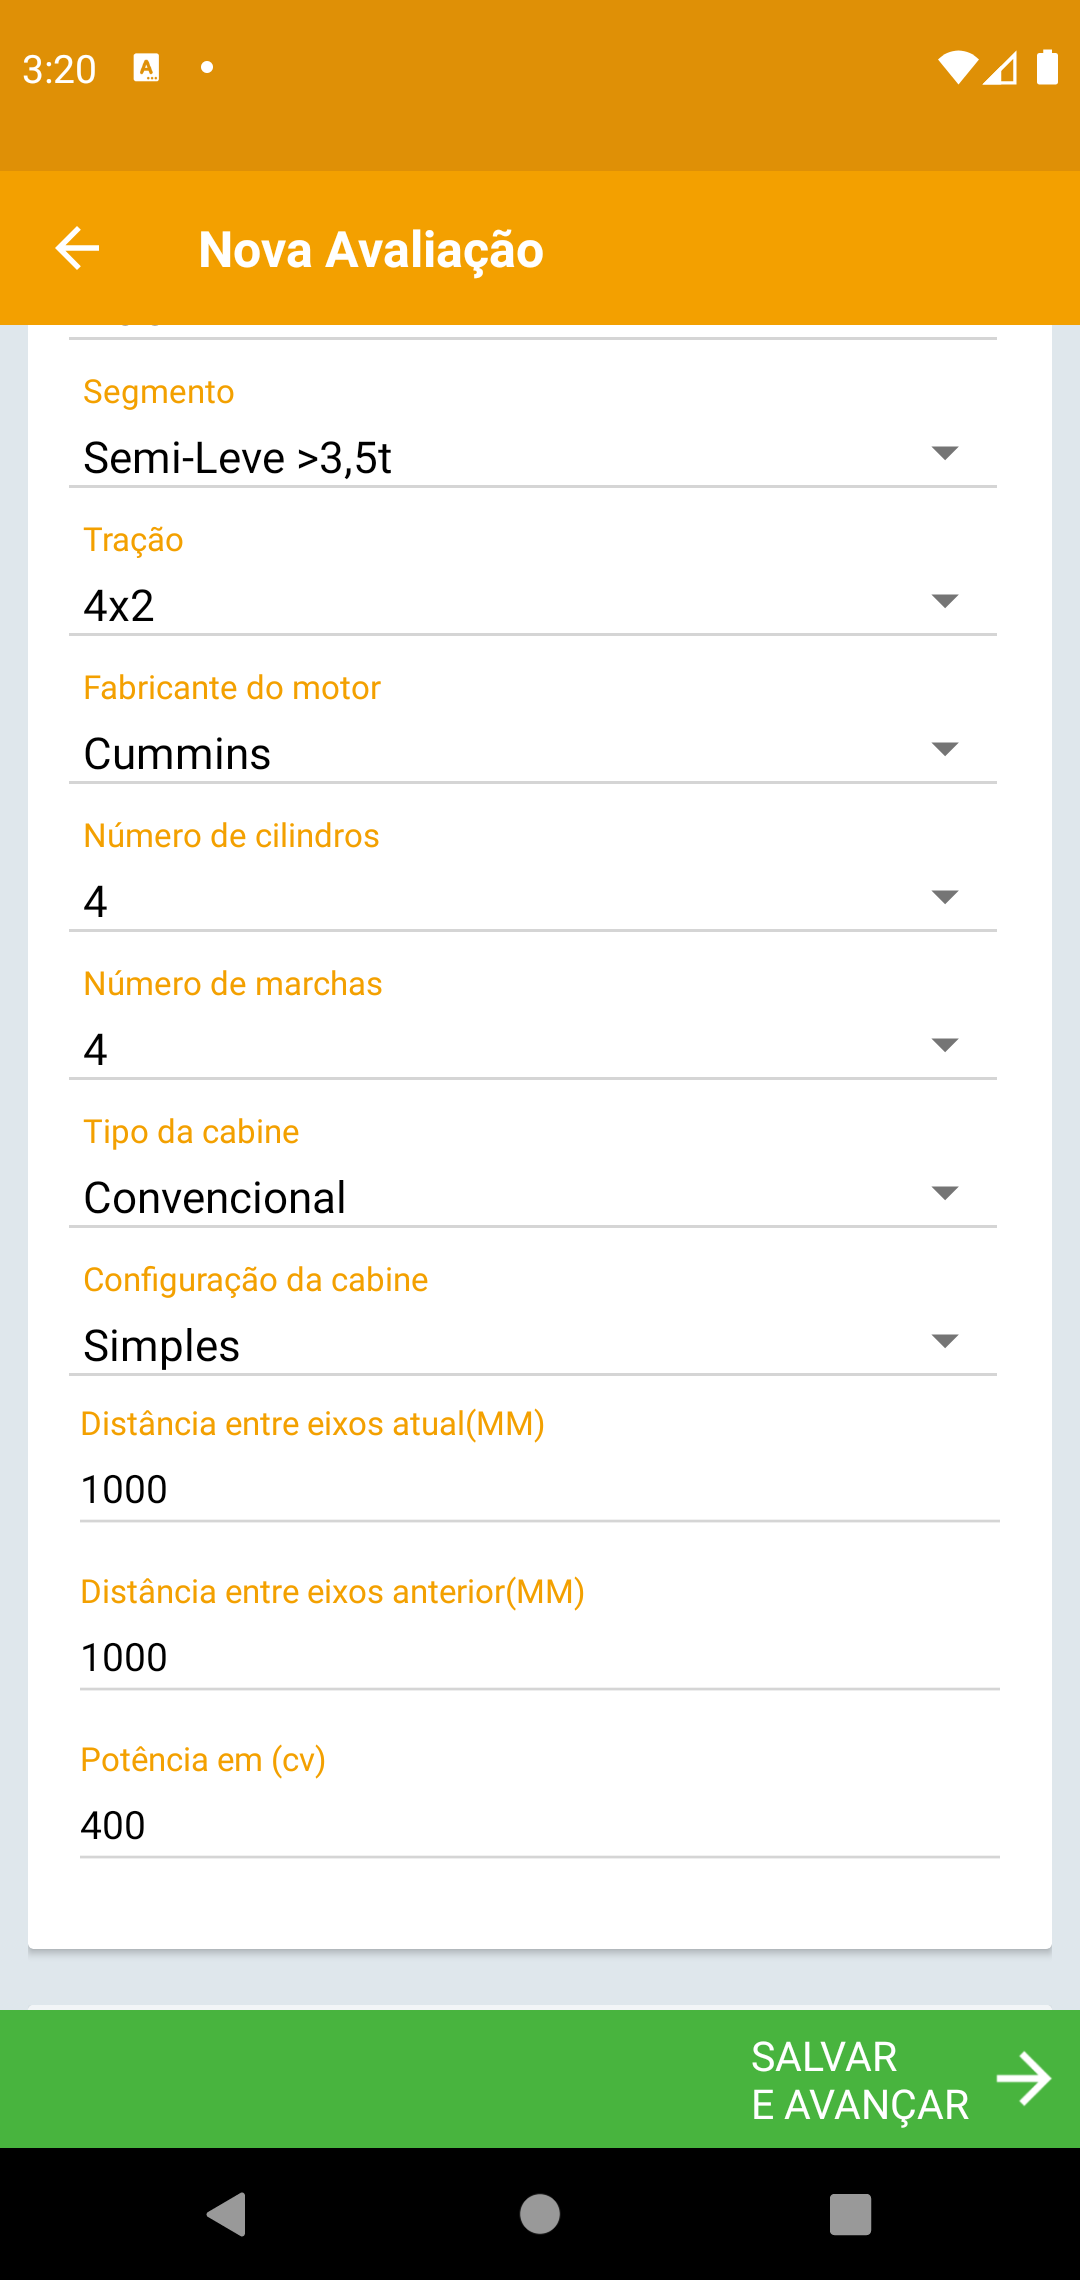 3:20
Nova Avaliação
Segmento
Semi-Leve >3,5t
Tração
4x2
Fabricante do motor
Cummins
Número de cilindros
4
Número de marchas
4
Tipo da cabine
Convencional
Configuração da cabine
Simples
Distância entre eixos atual(MM)
1000
Distância entre eixos anterior(MM)
1000
Potência em (cv)
400
SALVAR
E AVANÇAR